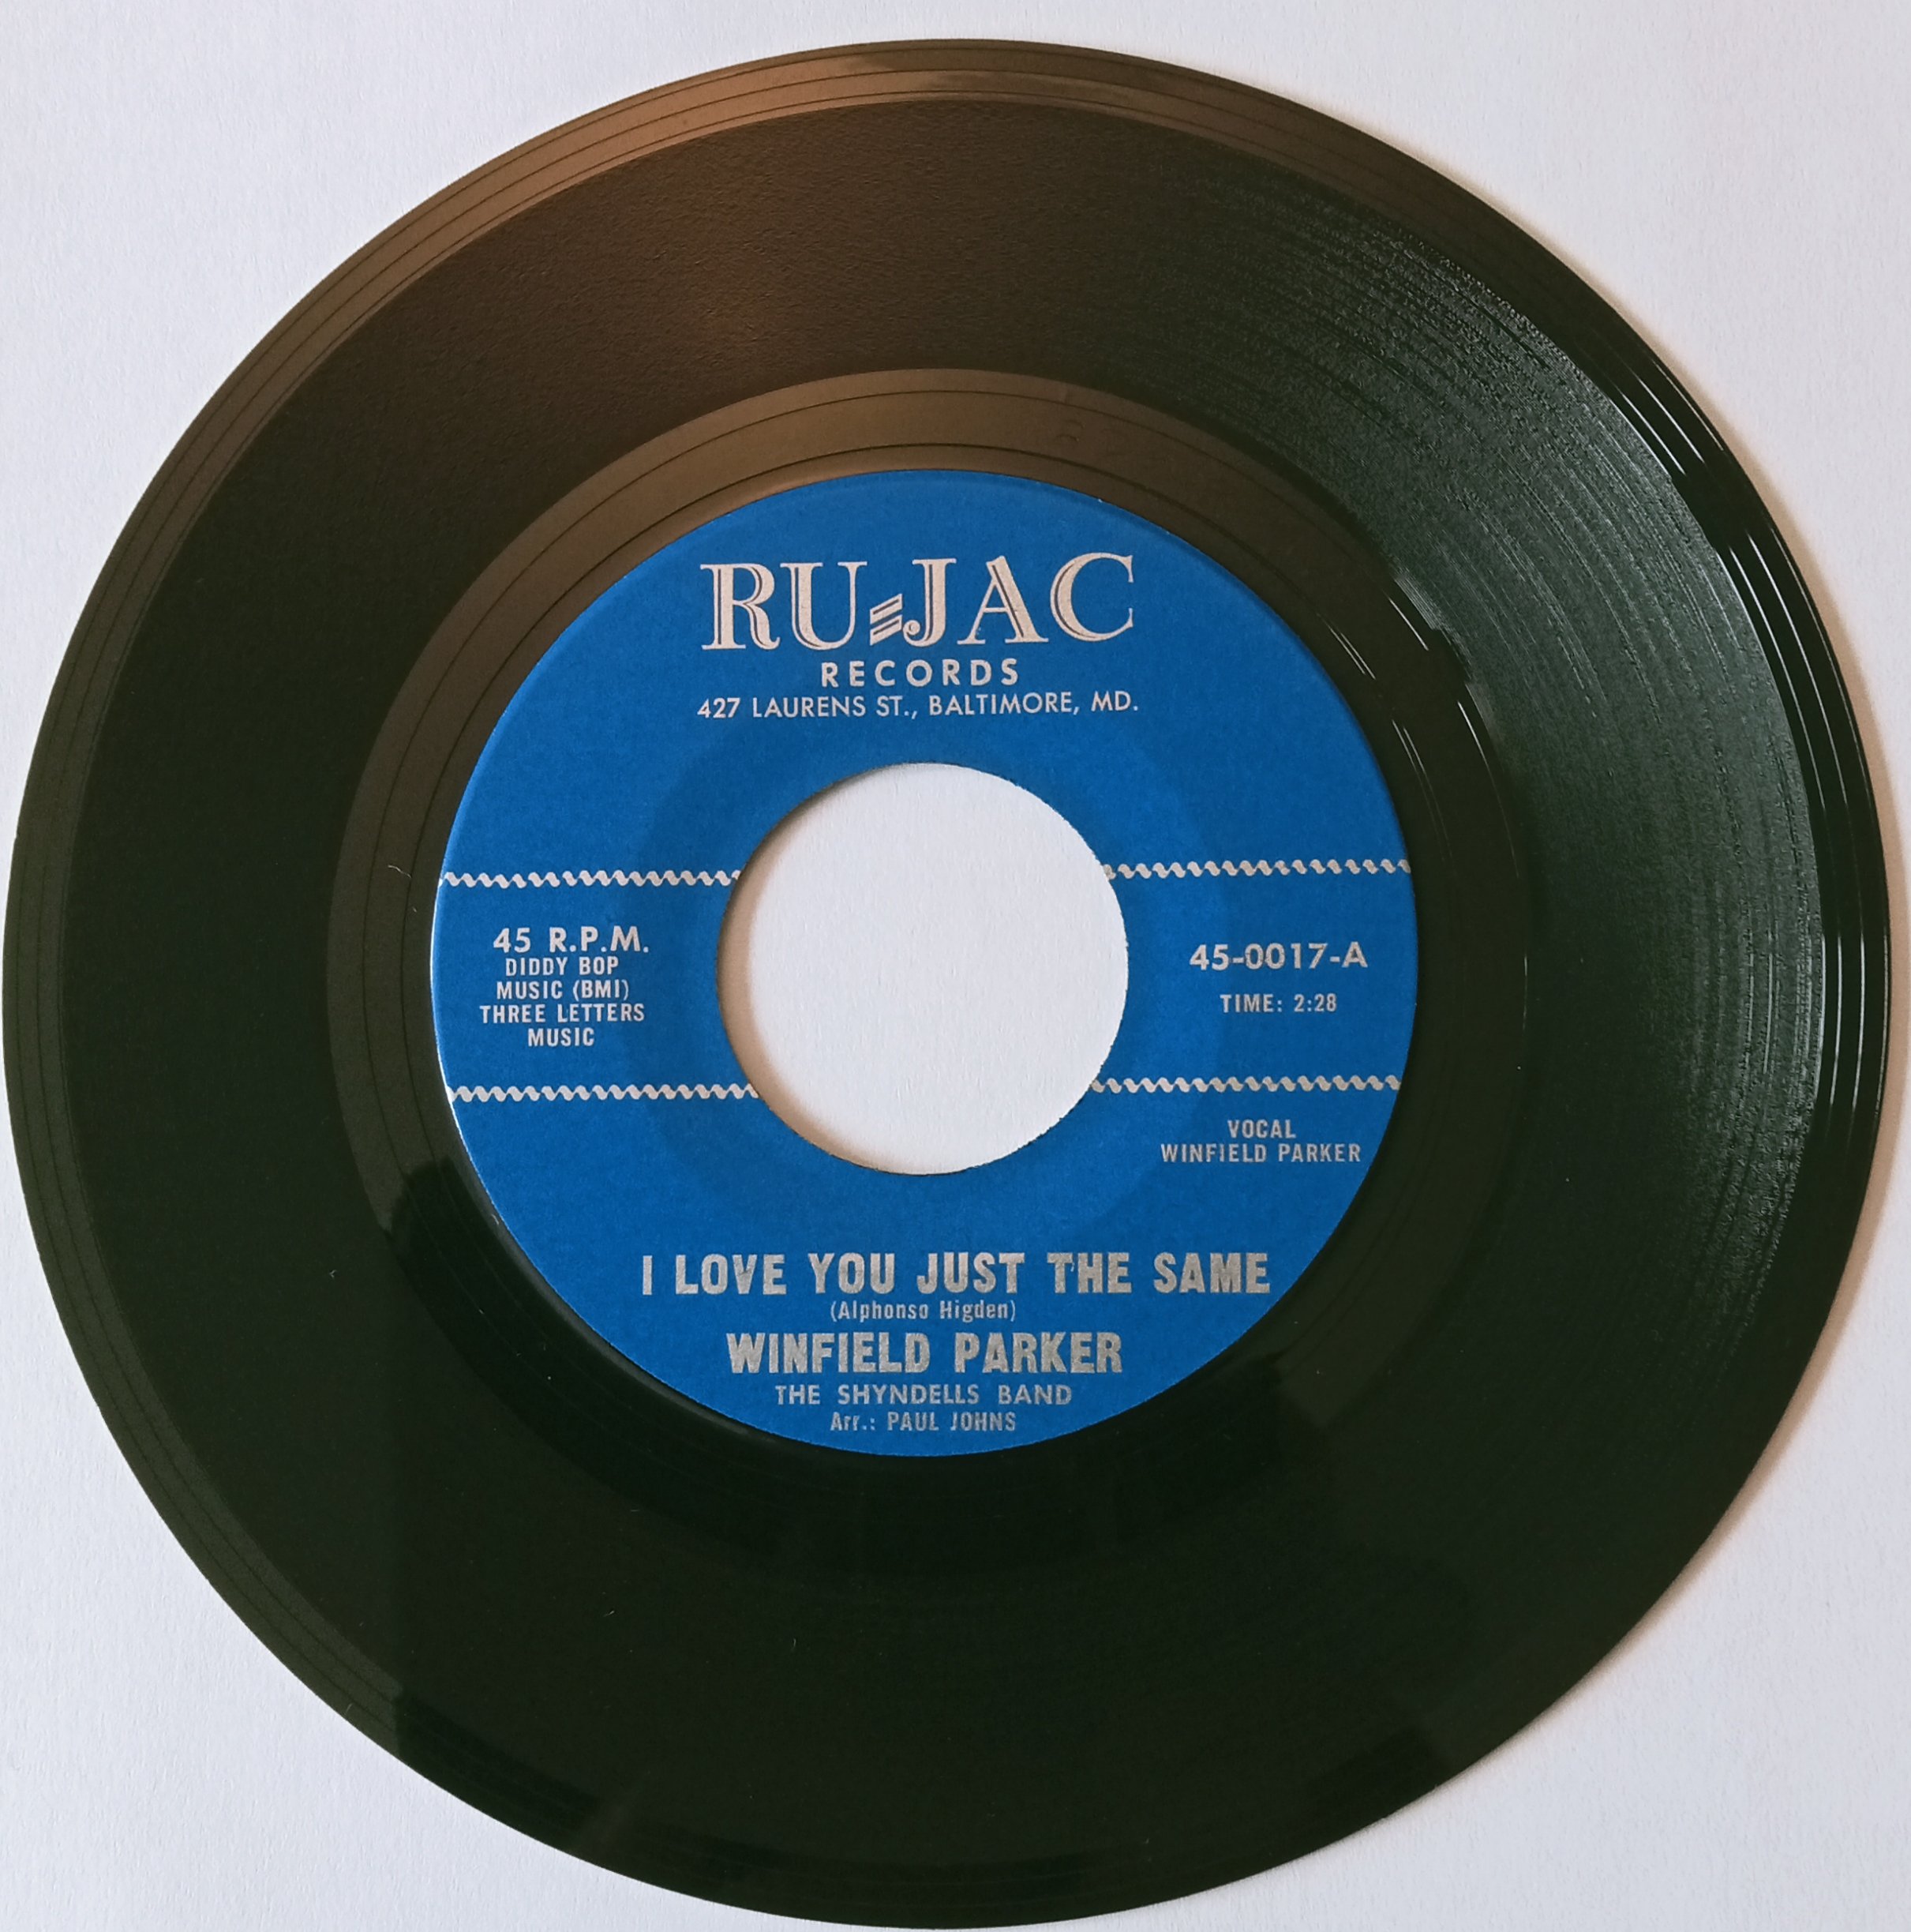 RU-JAC
RECORDS
427 LAURENS ST., BALTIMORE, MD.
45 R.P.M.
DIDDY BOP
MUSIC (BMI)
THREE LETTERS
MUSIC
45-0017-A
TIME: 2:28
VOCAL
WINFIELD PARKER
I LOVE YOU JUST THE SAME
(Alphonso Higden)
WINFIELD PARKER
THE SHYNDELLS BAND
Arr.: PAUL JOHNS